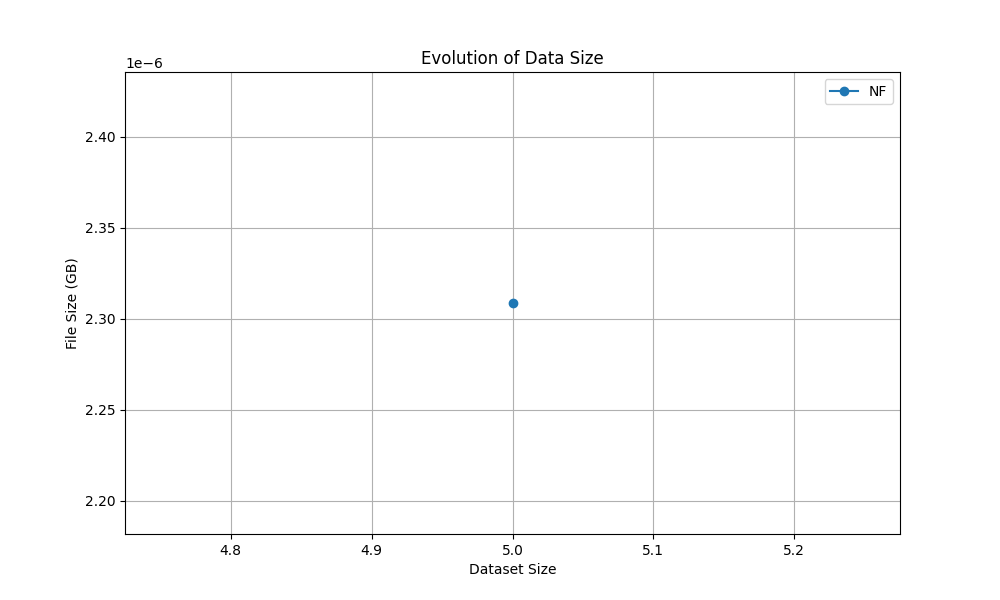 Evolution of Data Size
1e−6
NF
2.40
2.35
2.30
2.25
2.20
File Size (GB)
4.8 4.9 5.0 5.1 5.2
Dataset Size